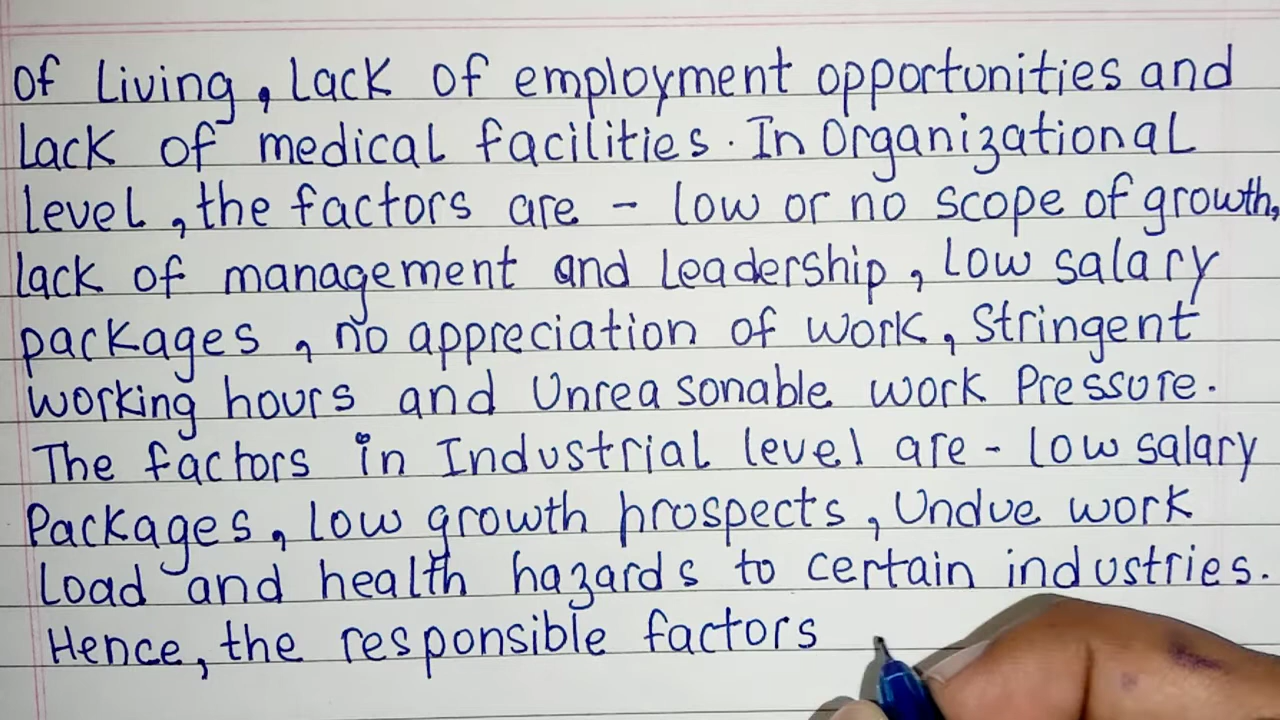 of Living, Lack of employment opportunities and
Lack of medical facilities. In Organizational
level, the factors are - low or no scope of growth,
lack of management and Leadership, Low salary
packages, no appreciation of work, Stringent
working hours and Unreasonable work Pressure.
The factors in Industrial level are - low salary
Packages, low growth prospects, Undue work
Load and health hazards to certain industries.
Hence, the responsible factors